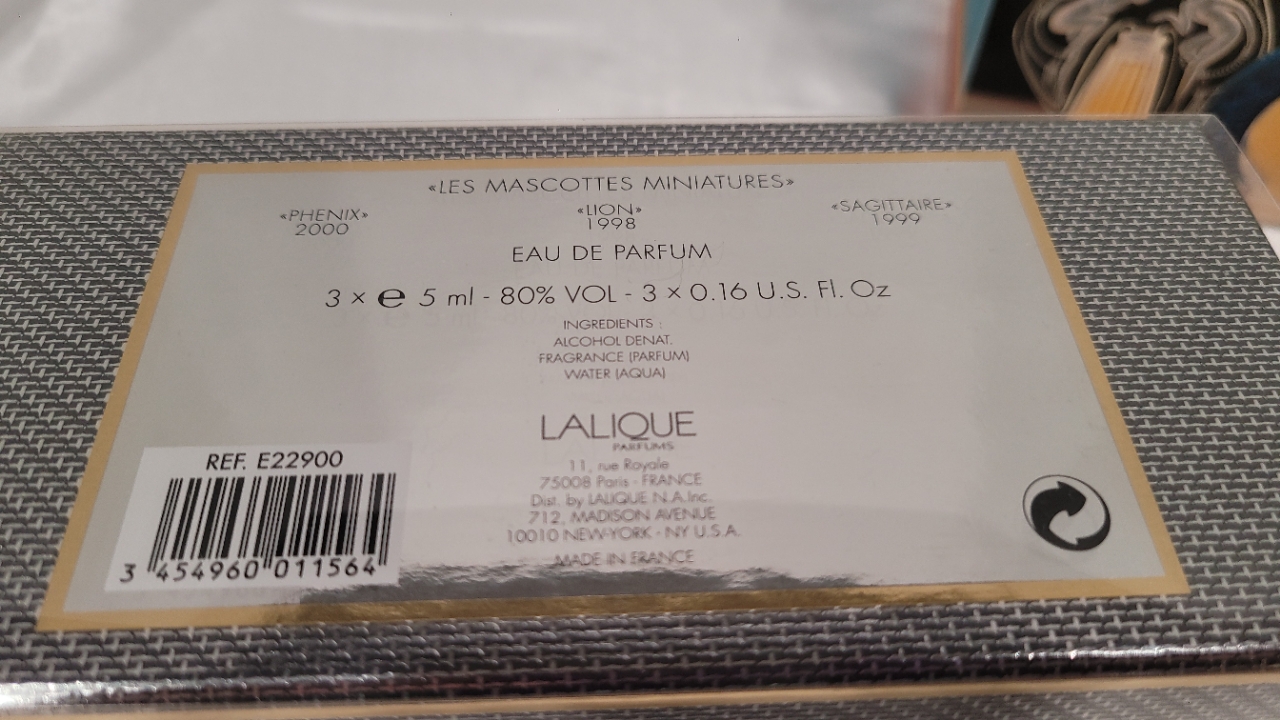 «LES MASCOTTES MINIATURES»
«PHENIX» «LION» «SAGITTAIRE»
2000 1998 1999
EAU DE PARFUM
3 x e 5 ml - 80% VOL - 3 x 0.16 U.S. Fl. Oz
INGREDIENTS :
ALCOHOL DENAT.
FRAGRANCE (PARFUM)
WATER (AQUA)
LALIQUE
PARFUMS
11, rue Royale
75008 Paris - FRANCE
Dist. by LALIQUE N.A.Inc.
712, MADISON AVENUE
10010 NEW-YORK - NY U.S.A.
MADE IN FRANCE
REF. E22900
3 454960 011564